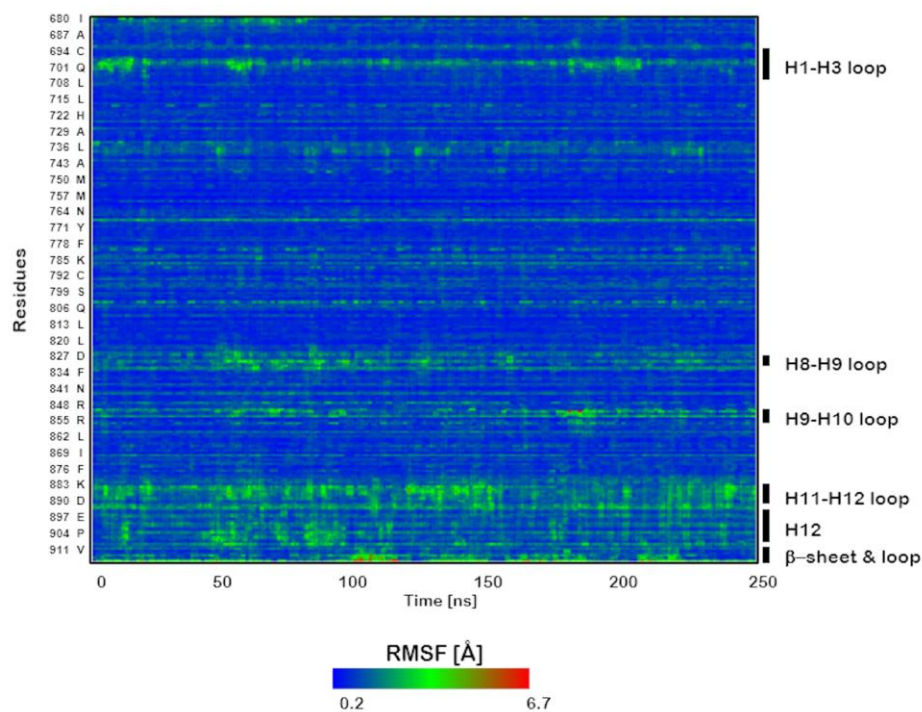 Residues
680 I
687 A
694 C
701 Q
708 L
715 L
722 H
729 A
736 L
743 A
750 M
757 M
764 N
771 Y
778 F
785 K
792 C
799 S
806 Q
813 L
820 L
827 D
834 F
841 N
848 R
855 R
862 L
869 I
876 F
883 K
890 D
897 E
904 P
911 V
H1-H3 loop
H8-H9 loop
H9-H10 loop
H11-H12 loop
H12
β-sheet & loop
0 50 100 150 200 250
Time [ns]
RMSF [Å]
0.2 6.7